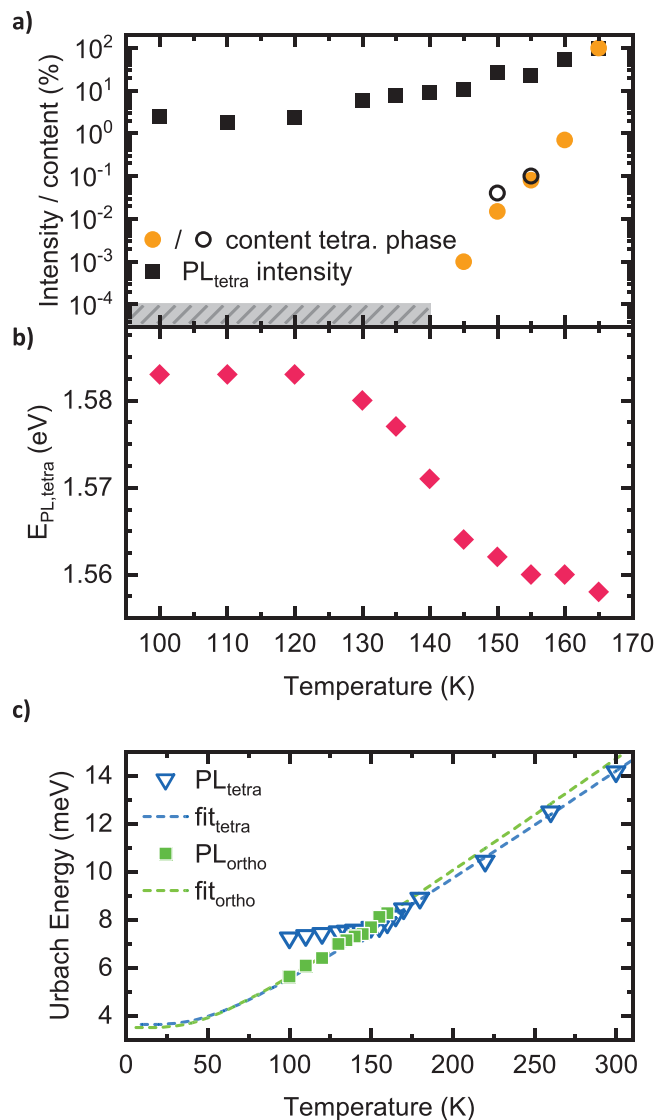 a)
Intensity / content (%)
10²
10¹
10⁰
10⁻¹
10⁻²
10⁻³
10⁻⁴
/ content tetra. phase
PLtetra intensity
b)
EPL,tetra (eV)
1.58
1.57
1.56
100 110 120 130 140 150 160 170
Temperature (K)
c)
Urbach Energy (meV)
14
12
10
8
6
4
PLtetra
fittetra
PLortho
fitortho
0 50 100 150 200 250 300
Temperature (K)